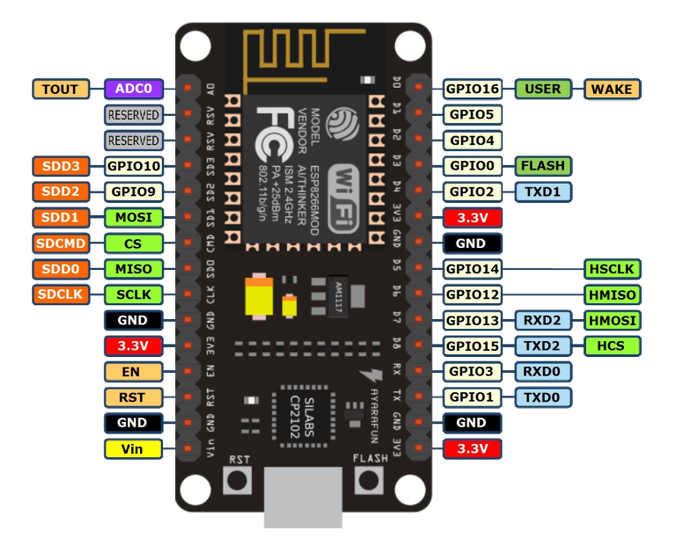 TOUT ADC0 A0 D0 GPIO16 USER WAKE
RESERVED RSV D1 GPIO5
RESERVED RSV D2 GPIO4
SDD3 GPIO10 SD3 D3 GPIO0 FLASH
SDD2 GPIO9 SD2 D4 GPIO2 TXD1
SDD1 MOSI SD1 3V3 3.3V
SDCMD CS CMD GND GND
SDD0 MISO SDO D5 GPIO14 HSCLK
SDCLK SCLK CLK D6 GPIO12 HMISO
GND GND D7 GPIO13 RXD2 HMOSI
3.3V 3V3 D8 GPIO15 TXD2 HCS
EN EN RX GPIO3 RXD0
RST RST TX GPIO1 TXD0
GND GND GND GND
Vin Vin 3V3 3.3V
MODEL
VENDOR
ESP8266MOD
AI/THINKER
ISM 2.4GHz
PA +25dBm
802.11b/g/n
FC
Wi Fi
AM1117
SILABS
CP2102
AYARAFUN
RST
FLASH